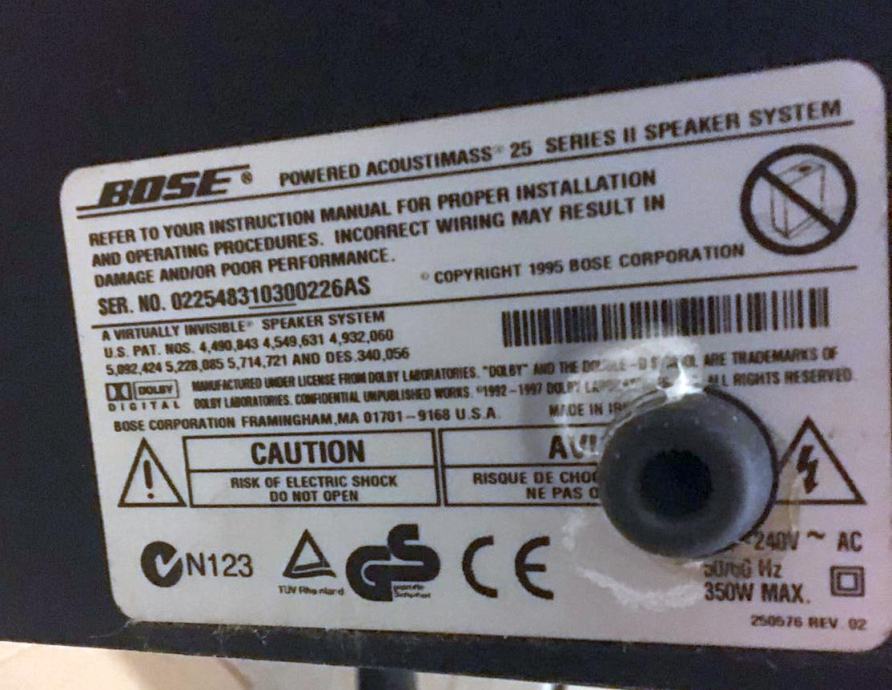 BOSE® POWERED ACOUSTIMASS® 25 SERIES II SPEAKER SYSTEM
REFER TO YOUR INSTRUCTION MANUAL FOR PROPER INSTALLATION
AND OPERATING PROCEDURES. INCORRECT WIRING MAY RESULT IN
DAMAGE AND/OR POOR PERFORMANCE.
© COPYRIGHT 1995 BOSE CORPORATION
SER. NO. 022548310300226AS
A VIRTUALLY INVISIBLE® SPEAKER SYSTEM
U.S. PAT. NOS. 4,490,843 4,549,631 4,932,060
5,092,424 5,228,085 5,714,721 AND DES.340,056
DOLBY
DIGITAL
MANUFACTURED UNDER LICENSE FROM DOLBY LABORATORIES. "DOLBY" AND THE ARE TRADEMARKS OF
DOLBY LABORATORIES. CONFIDENTIAL UNPUBLISHED WORKS. ©1992-1997 DOLBY ALL RIGHTS RESERVED.
BOSE CORPORATION FRAMINGHAM,MA 01701-9168 U.S.A. MADE IN
CAUTION
RISK OF ELECTRIC SHOCK
DO NOT OPEN
RISQUE DE
NE PAS
N123
TÜV Rheinland
GS
geprüfte
Sicherheit
CE
240V ~ AC
50/60 Hz
350W MAX.
250576 REV. 02